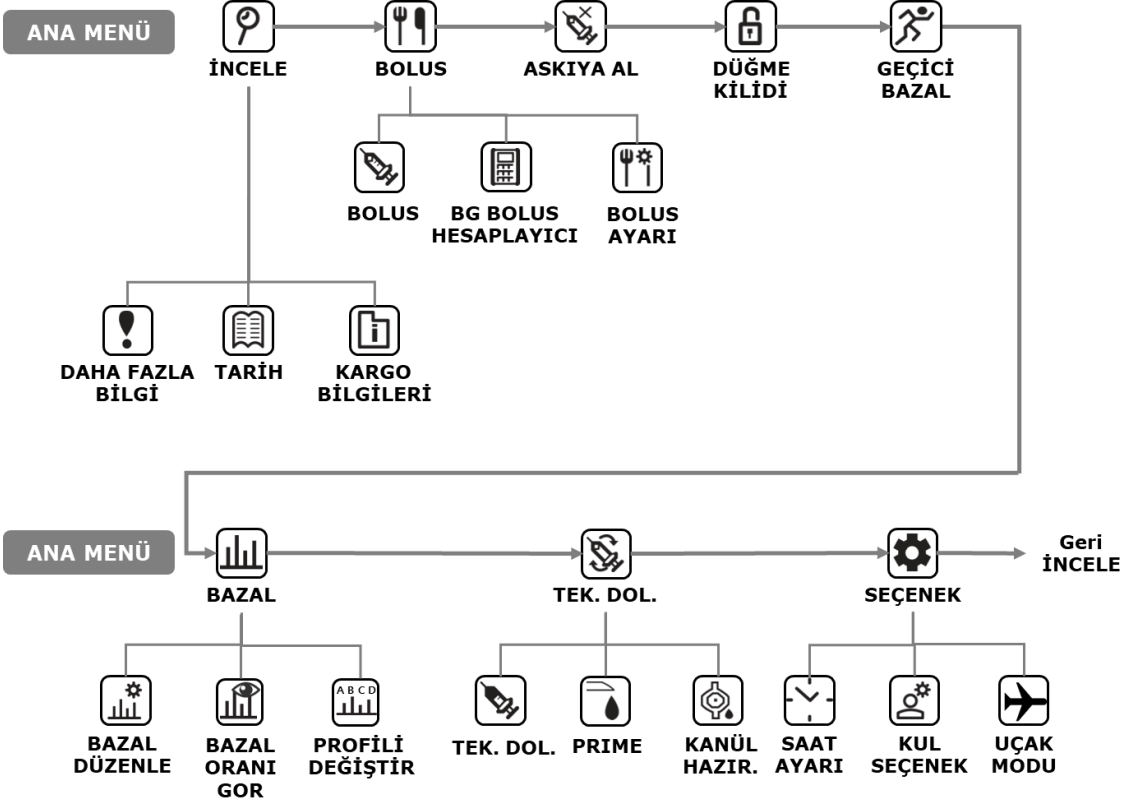 ANA MENÜ
İNCELE
BOLUS
ASKIYA AL
DÜĞME
KİLİDİ
GEÇİCİ
BAZAL
BOLUS
BG BOLUS
HESAPLAYICI
BOLUS
AYARI
DAHA FAZLA
BİLGİ
TARİH
KARGO
BİLGİLERİ
ANA MENÜ
BAZAL
TEK. DOL.
SEÇENEK
Geri
İNCELE
BAZAL
DÜZENLE
BAZAL
ORANI
GOR
A B C D
PROFİLİ
DEĞİŞTİR
TEK. DOL.
PRIME
KANÜL
HAZIR.
SAAT
AYARI
KUL
SEÇENEK
UÇAK
MODU